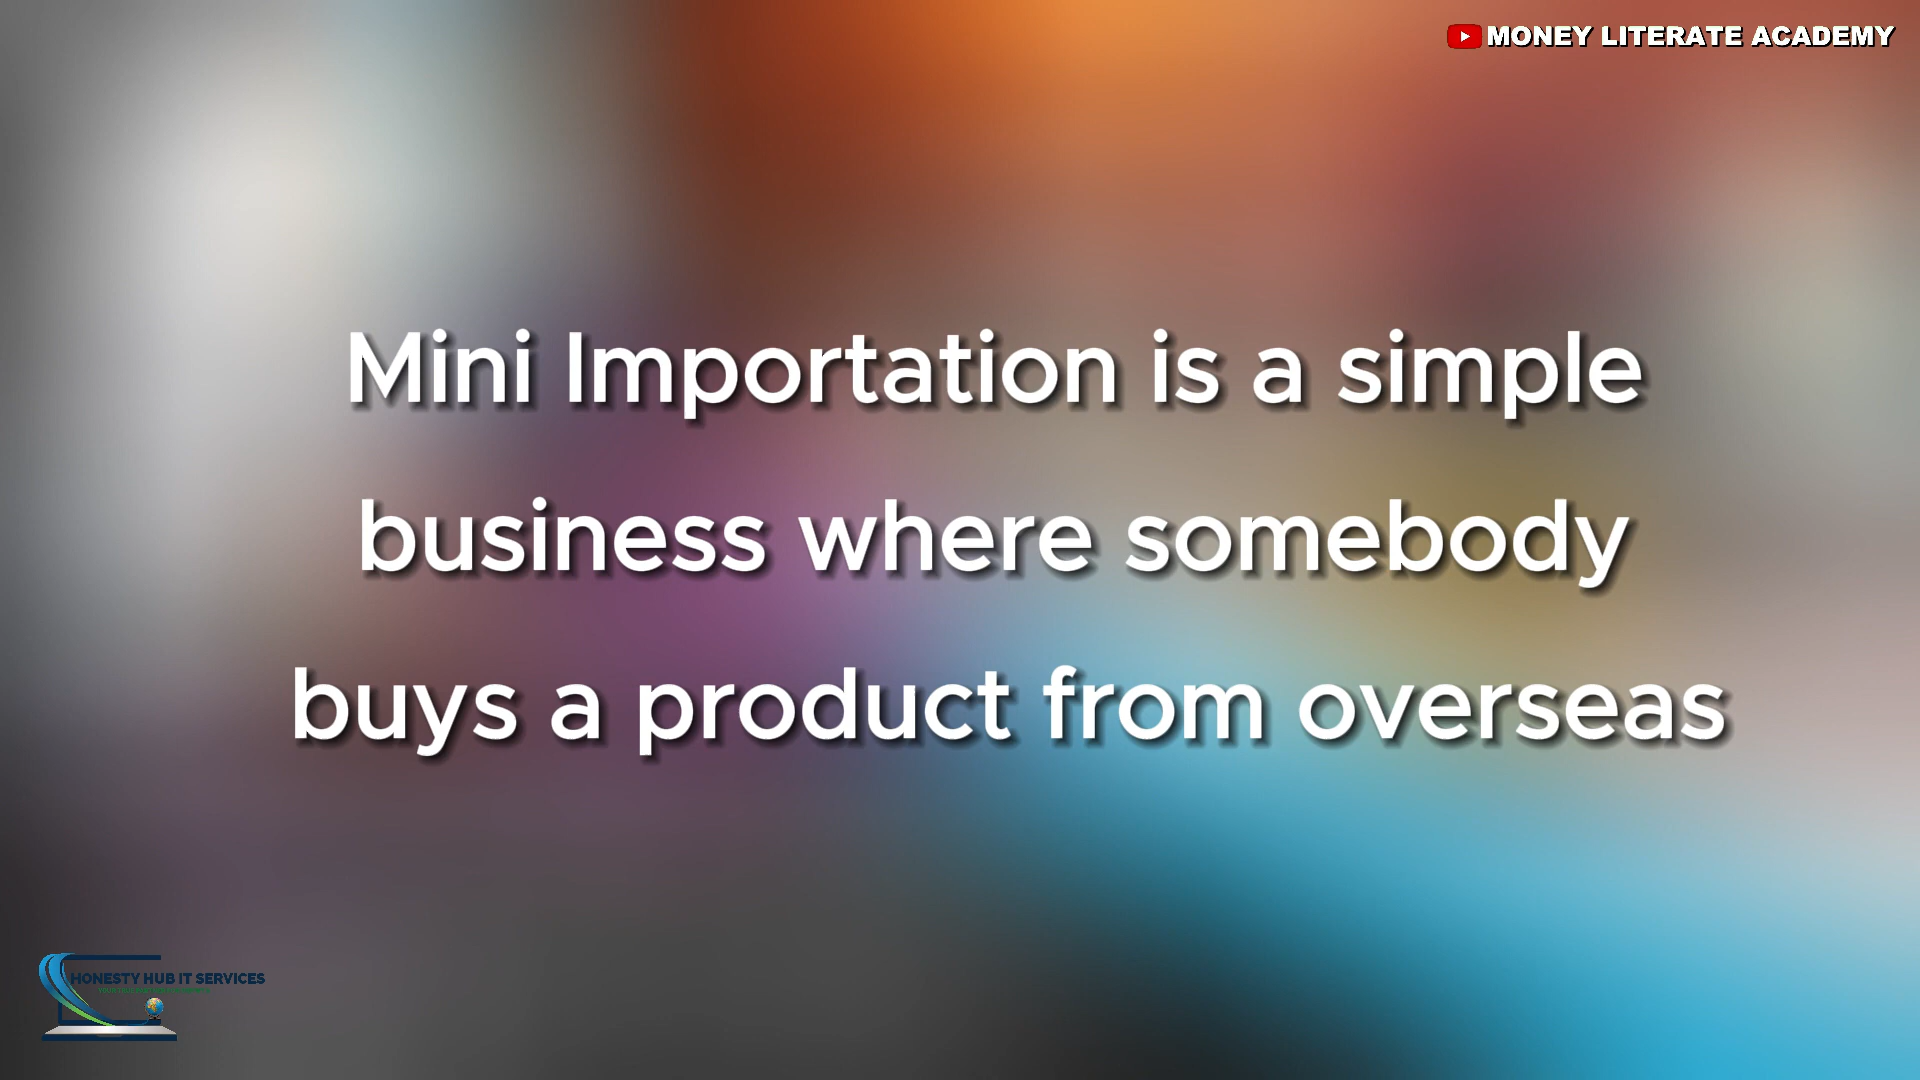 MONEY LITERATE ACADEMY
Mini Importation is a simple
business where somebody
buys a product from overseas
HONESTY HUB IT SERVICES